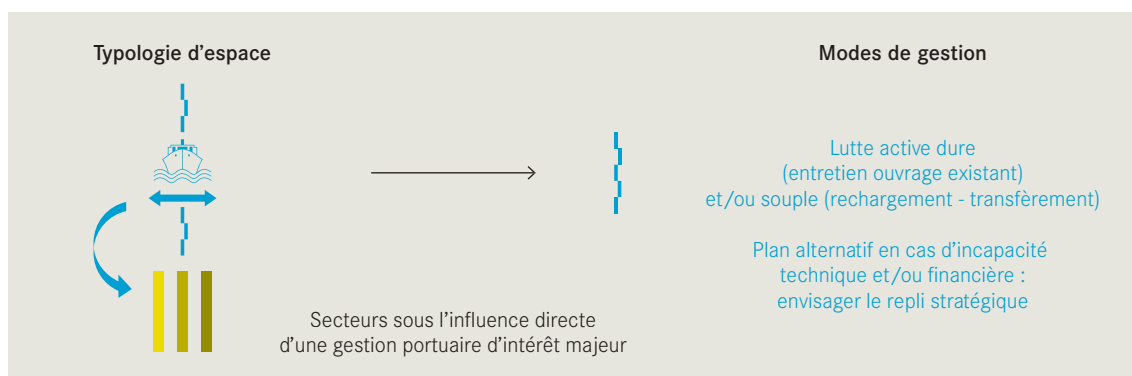 Typologie d'espace
Modes de gestion
Lutte active dure
(entretien ouvrage existant)
et/ou souple (rechargement - transfèrement)
Plan alternatif en cas d'incapacité
technique et/ou financière :
envisager le repli stratégique
Secteurs sous l'influence directe
d'une gestion portuaire d'intérêt majeur